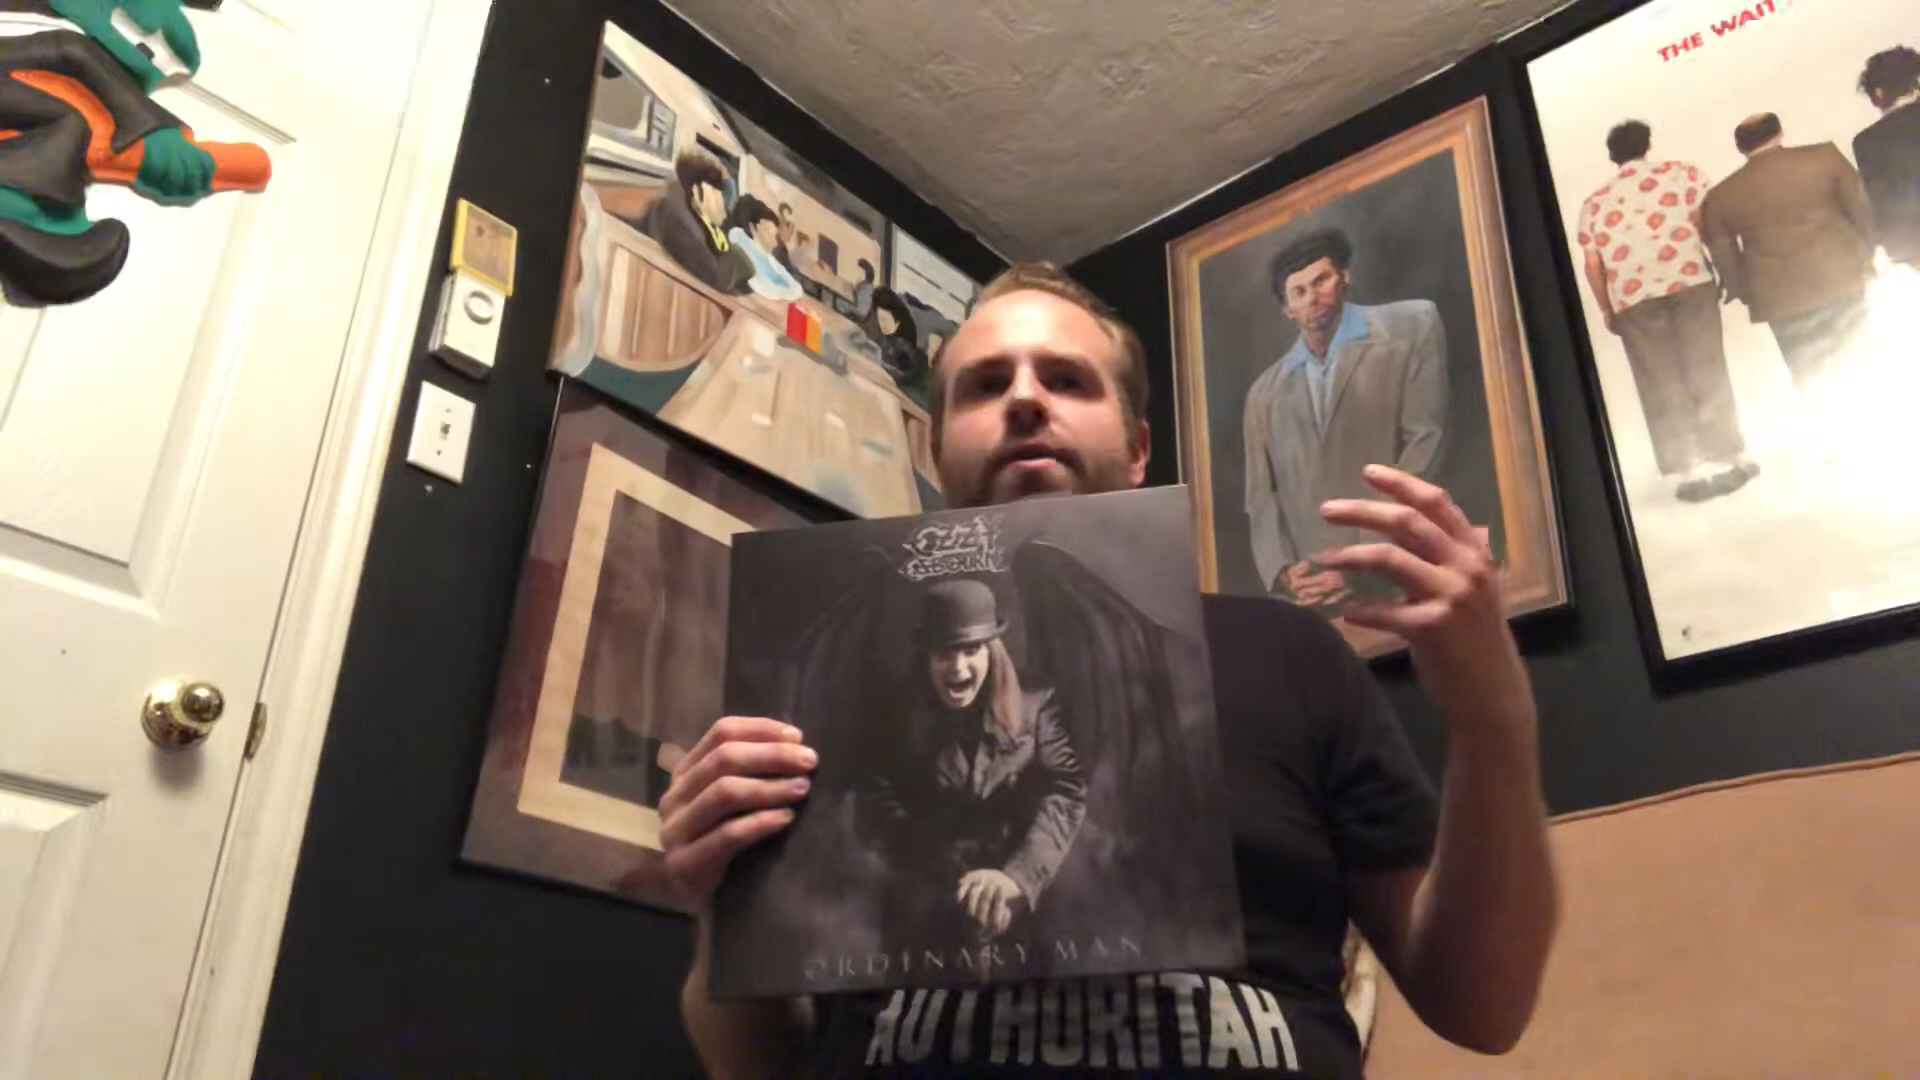 THE WAIT
OZZY
OSBOURNE
ORDINARY MAN
AUTHORITAH